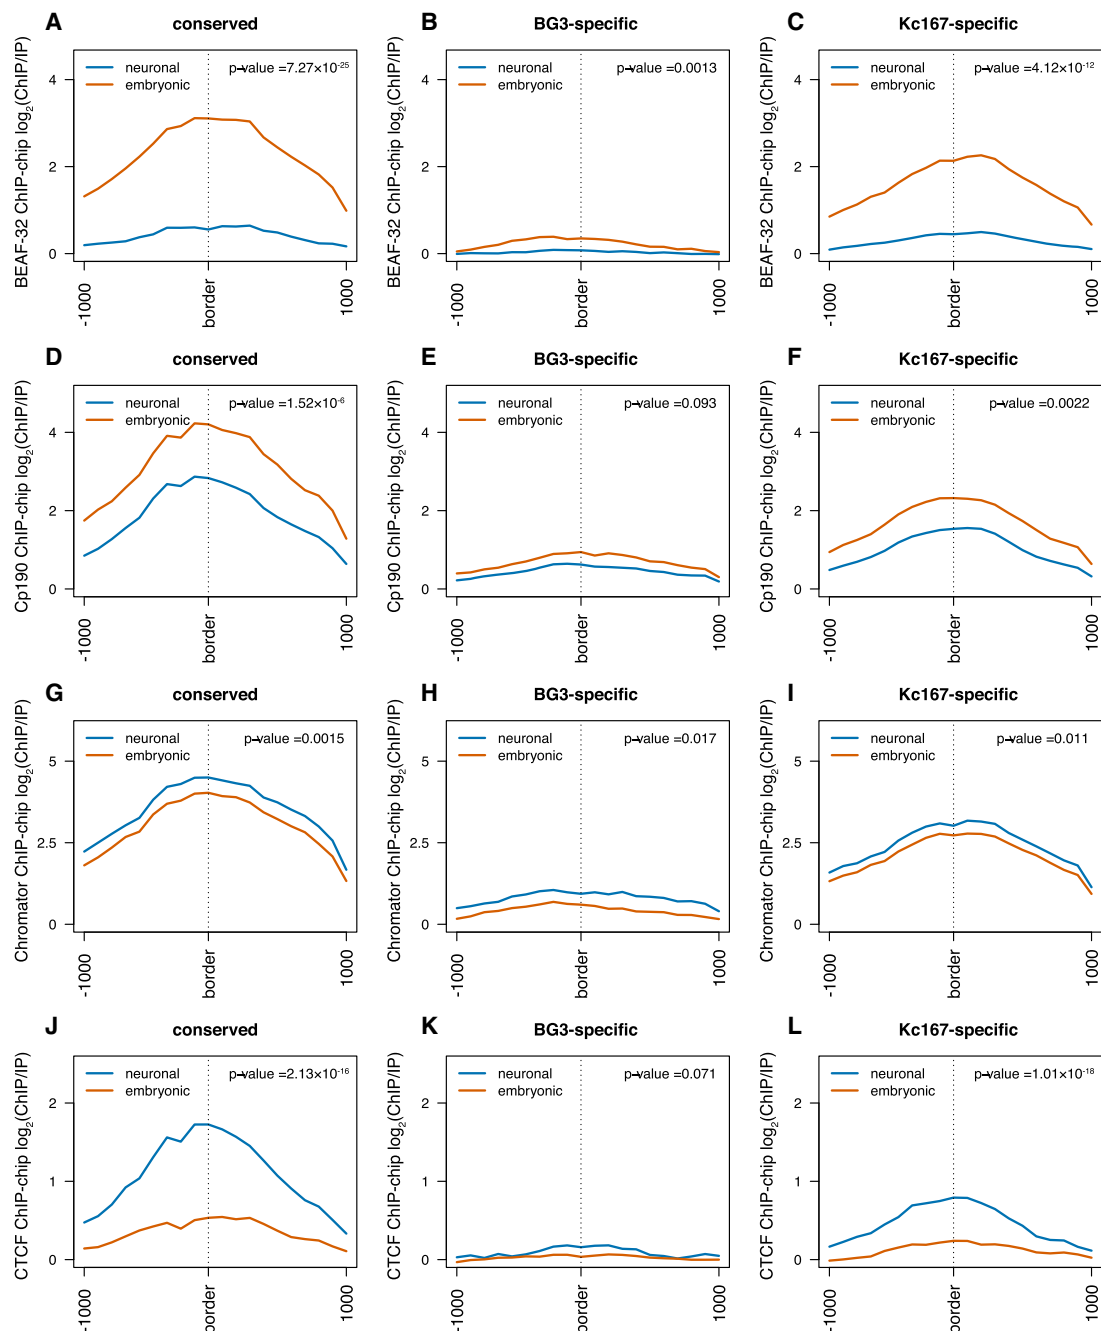 A conserved
BEAF-32 ChIP-chip log2(ChIP/IP)
4
2
0
neuronal
embryonic
p-value =7.27×10-25
-1000
border
1000
B BG3-specific
BEAF-32 ChIP-chip log2(ChIP/IP)
4
2
0
neuronal
embryonic
p-value =0.0013
-1000
border
1000
C Kc167-specific
BEAF-32 ChIP-chip log2(ChIP/IP)
4
2
0
neuronal
embryonic
p-value =4.12×10-12
-1000
border
1000
D conserved
Cp190 ChIP-chip log2(ChIP/IP)
4
2
0
neuronal
embryonic
p-value =1.52×10-6
-1000
border
1000
E BG3-specific
Cp190 ChIP-chip log2(ChIP/IP)
4
2
0
neuronal
embryonic
p-value =0.093
-1000
border
1000
F Kc167-specific
Cp190 ChIP-chip log2(ChIP/IP)
4
2
0
neuronal
embryonic
p-value =0.0022
-1000
border
1000
G conserved
Chromator ChIP-chip log2(ChIP/IP)
5
2.5
0
neuronal
embryonic
p-value =0.0015
-1000
border
1000
H BG3-specific
Chromator ChIP-chip log2(ChIP/IP)
5
2.5
0
neuronal
embryonic
p-value =0.017
-1000
border
1000
I Kc167-specific
Chromator ChIP-chip log2(ChIP/IP)
5
2.5
0
neuronal
embryonic
p-value =0.011
-1000
border
1000
J conserved
CTCF ChIP-chip log2(ChIP/IP)
2
1
0
neuronal
embryonic
p-value =2.13×10-16
-1000
border
1000
K BG3-specific
CTCF ChIP-chip log2(ChIP/IP)
2
1
0
neuronal
embryonic
p-value =0.071
-1000
border
1000
L Kc167-specific
CTCF ChIP-chip log2(ChIP/IP)
2
1
0
neuronal
embryonic
p-value =1.01×10-18
-1000
border
1000